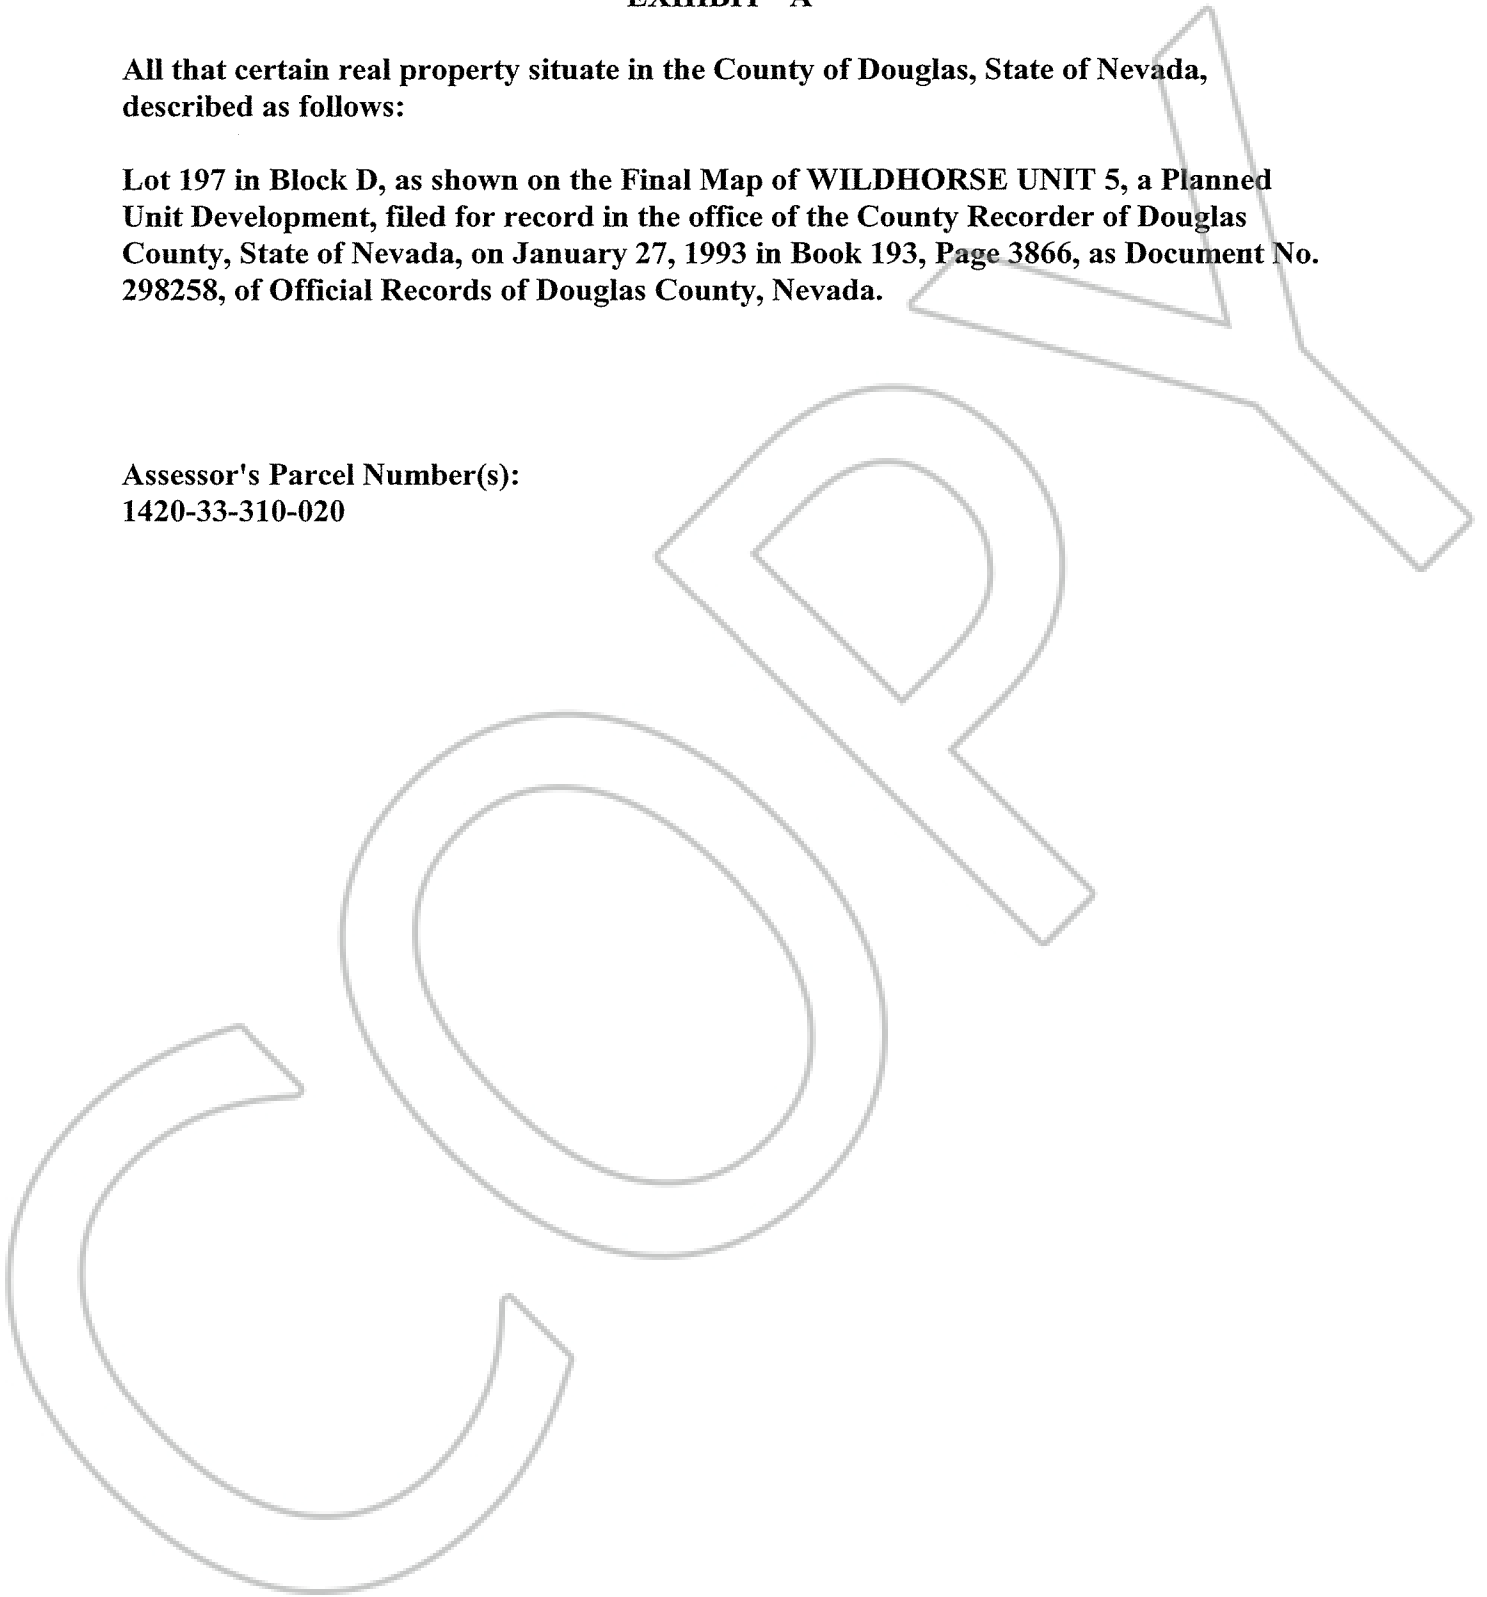 EXHIBIT "A"
All that certain real property situate in the County of Douglas, State of Nevada,
described as follows:
Lot 197 in Block D, as shown on the Final Map of WILDHORSE UNIT 5, a Planned
Unit Development, filed for record in the office of the County Recorder of Douglas
County, State of Nevada, on January 27, 1993 in Book 193, Page 3866, as Document No.
298258, of Official Records of Douglas County, Nevada.
Assessor's Parcel Number(s):
1420-33-310-020
COPY